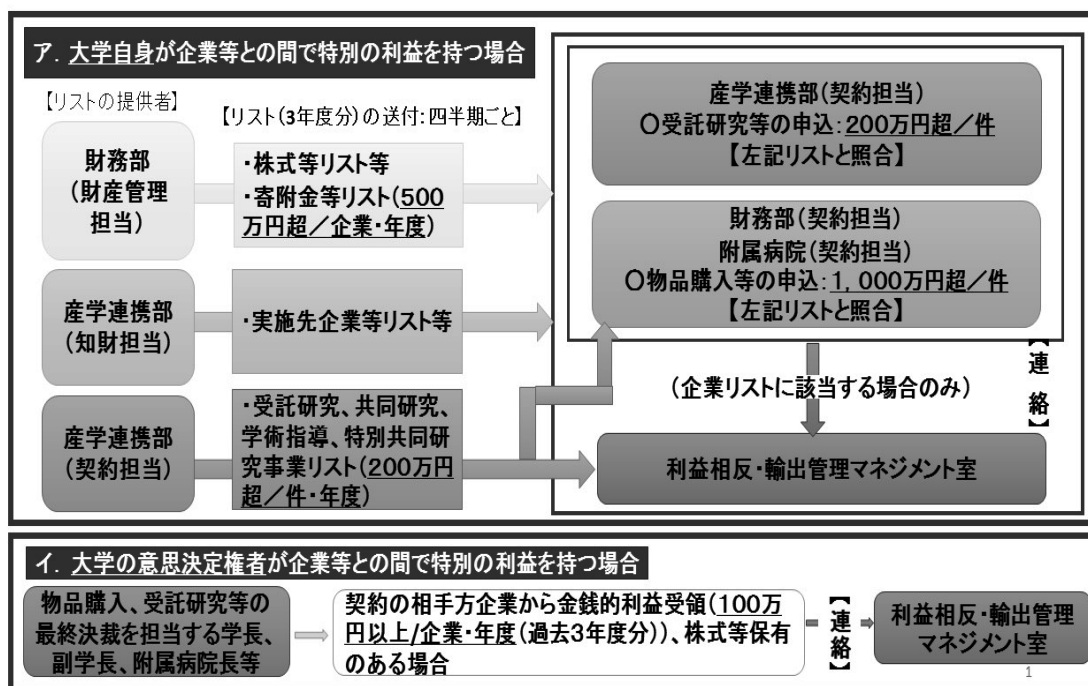 ア. 大学自身が企業等との間で特別の利益を持つ場合
【リストの提供者】
【リスト(3年度分)の送付:四半期ごと】
財務部
(財産管理
担当)
・株式等リスト等
・寄附金等リスト(500
万円超/企業・年度)
産学連携部
(知財担当)
・実施先企業等リスト等
産学連携部
(契約担当)
・受託研究、共同研究、
学術指導、特別共同研
究事業リスト(200万円
超/件・年度)
産学連携部(契約担当)
○受託研究等の申込:200万円超/件
【左記リストと照合】
財務部(契約担当)
附属病院(契約担当)
○物品購入等の申込:1,000万円超/件
【左記リストと照合】
(企業リストに該当する場合のみ)
【連絡】
利益相反・輸出管理マネジメント室
イ. 大学の意思決定権者が企業等との間で特別の利益を持つ場合
物品購入、受託研究等の
最終決裁を担当する学長、
副学長、附属病院長等
契約の相手方企業から金銭的利益受領(100万
円以上/企業・年度(過去3年度分))、株式等保有
のある場合
【連絡】
利益相反・輸出管理
マネジメント室
1